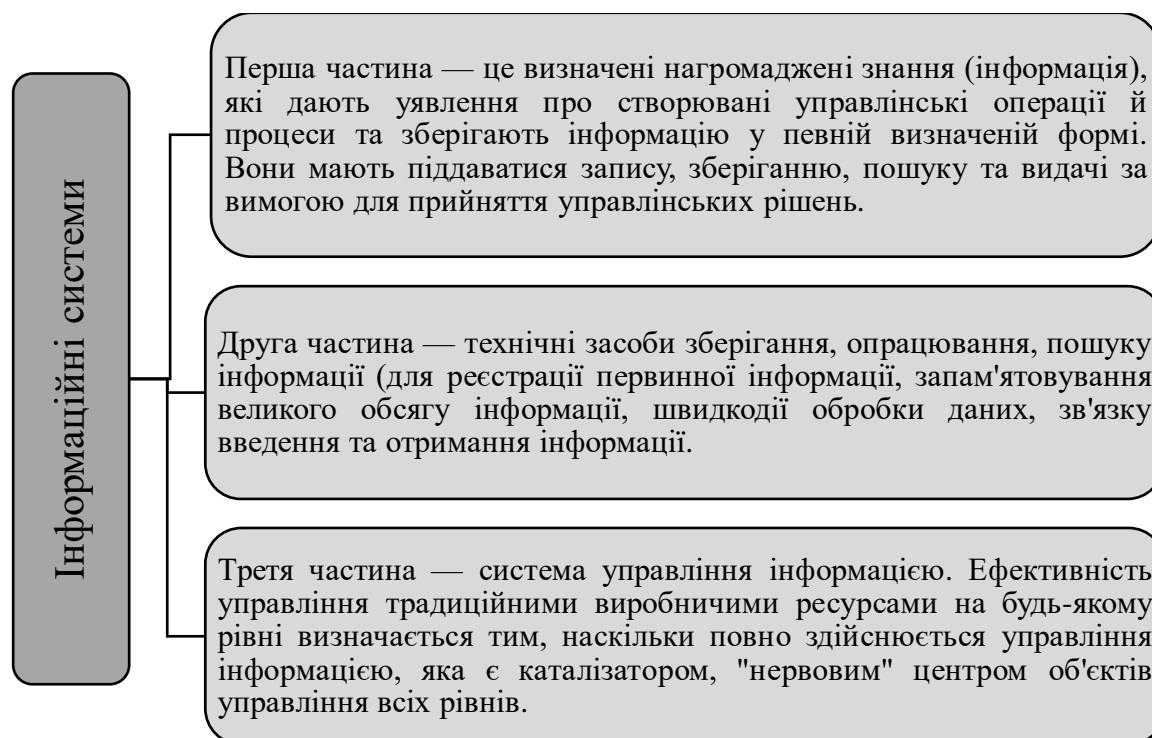 Інформаційні системи
Перша частина — це визначені нагромаджені знання (інформація),
які дають уявлення про створювані управлінські операції й
процеси та зберігають інформацію у певній визначеній формі.
Вони мають піддаватися запису, зберіганню, пошуку та видачі за
вимогою для прийняття управлінських рішень.
Друга частина — технічні засоби зберігання, опрацювання, пошуку
інформації (для реєстрації первинної інформації, запам'ятовування
великого обсягу інформації, швидкодії обробки даних, зв'язку
введення та отримання інформації.
Третя частина — система управління інформацією. Ефективність
управління традиційними виробничими ресурсами на будь-якому
рівні визначається тим, наскільки повно здійснюється управління
інформацією, яка є каталізатором, "нервовим" центром об'єктів
управління всіх рівнів.